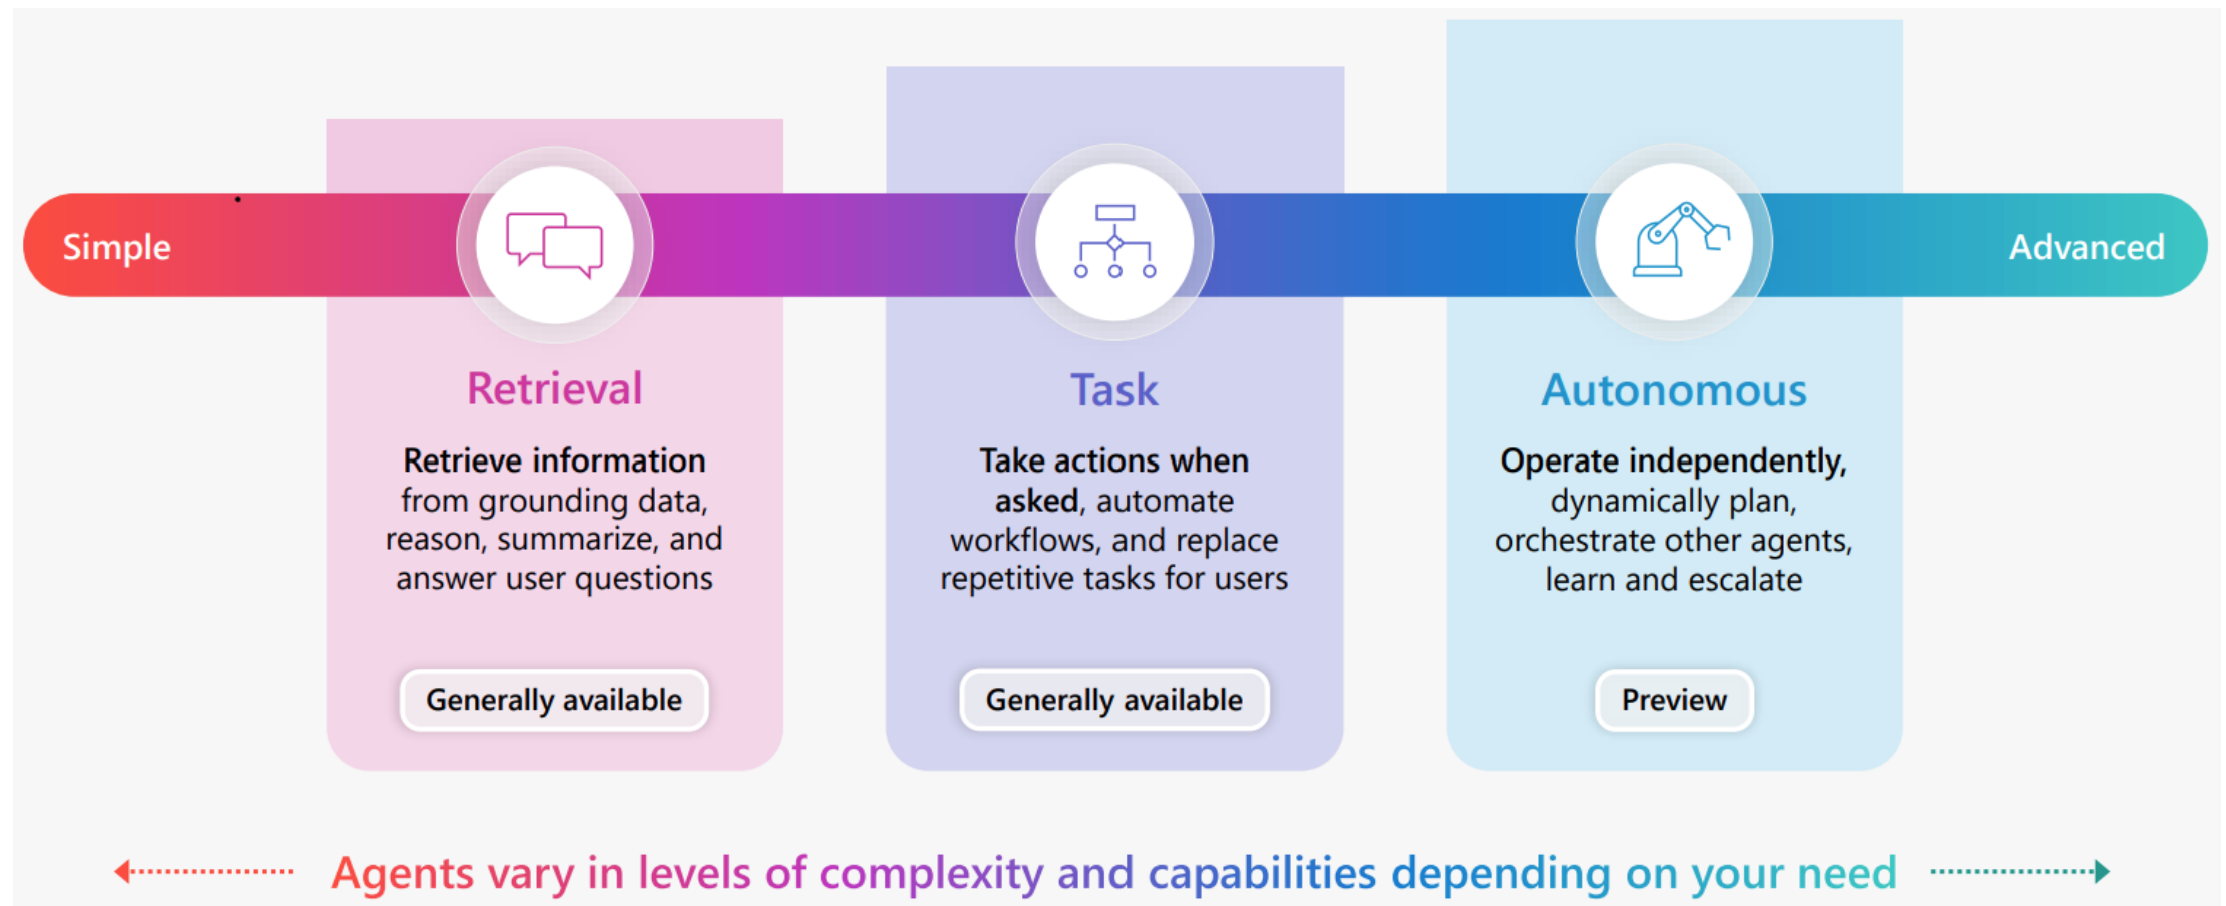 Simple
Advanced
Retrieval
Retrieve information
from grounding data,
reason, summarize, and
answer user questions
Generally available
Task
Take actions when
asked, automate
workflows, and replace
repetitive tasks for users
Generally available
Autonomous
Operate independently,
dynamically plan,
orchestrate other agents,
learn and escalate
Preview
Agents vary in levels of complexity and capabilities depending on your need